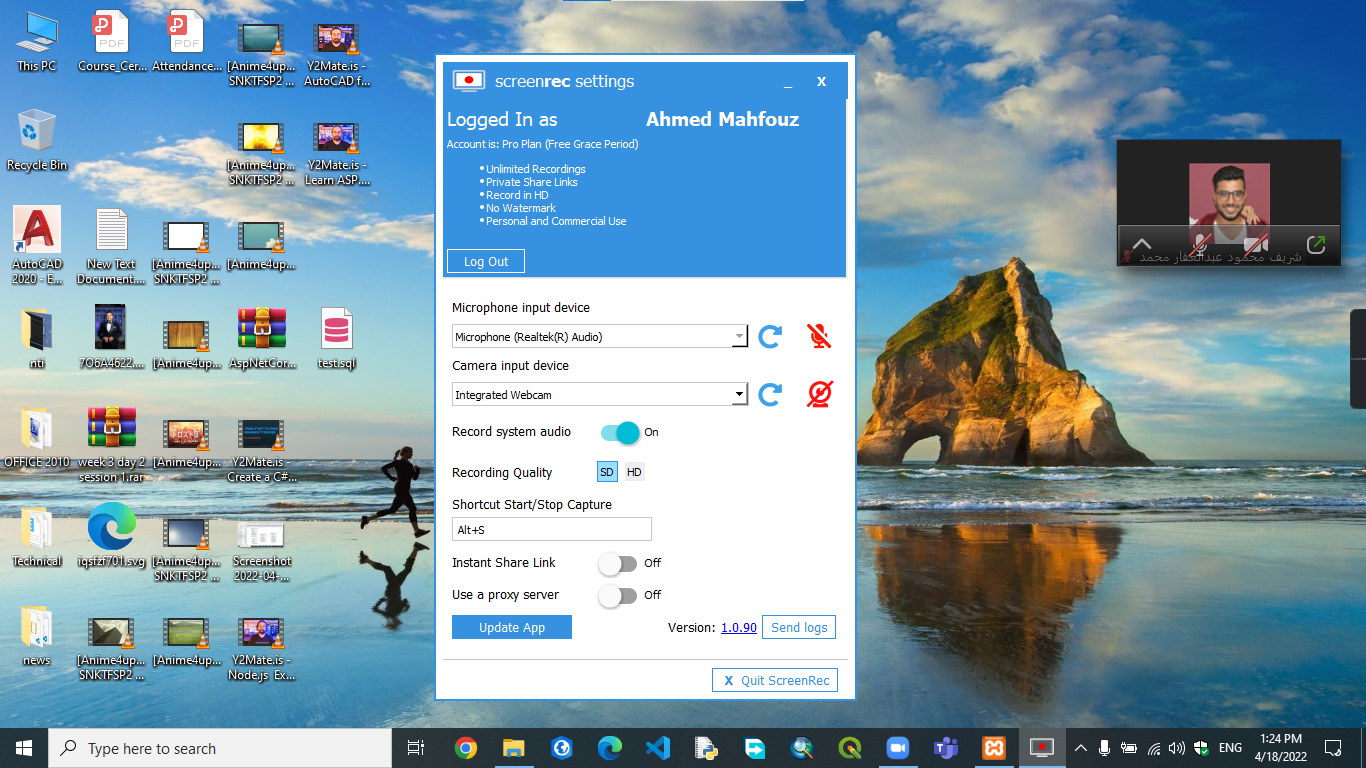 This PC
Course_Cer...
Attendance...
[Anime4up...
SNKTFSP2 ...
Y2Mate.is -
AutoCAD f...
Recycle Bin
[Anime4up...
SNKTFSP2 ...
Y2Mate.is -
Learn ASP....
AutoCAD
2020 - E...
New Text
Document....
[Anime4up...
SNKTFSP2 ...
[Anime4up...
nti
7O6A4622....
[Anime4up...
AspNetCor...
test.sql
OFFICE 2010
week 3 day 2
session 1.rar
[Anime4up...
Y2Mate.is -
Create a C#...
Technical
iqsfzf701.svg
[Anime4up...
SNKTFSP2 ...
Screenshot
2022-04-...
news
[Anime4up...
SNKTFSP2 ...
[Anime4up...
Y2Mate.is -
Node.js Ex...
PDF
PDF
screenrec settings
_ X
Logged In as Ahmed Mahfouz
Account is: Pro Plan (Free Grace Period)
• Unlimited Recordings
• Private Share Links
• Record in HD
• No Watermark
• Personal and Commercial Use
Log Out
Microphone input device
Microphone (Realtek(R) Audio)
Camera input device
Integrated Webcam
Record system audio On
Recording Quality SD HD
Shortcut Start/Stop Capture
Alt+S
Instant Share Link Off
Use a proxy server Off
Update App Version: 1.0.90 Send logs
X Quit ScreenRec
شريف محمود عبدالغفار محمد
Type here to search
ENG
1:24 PM
4/18/2022